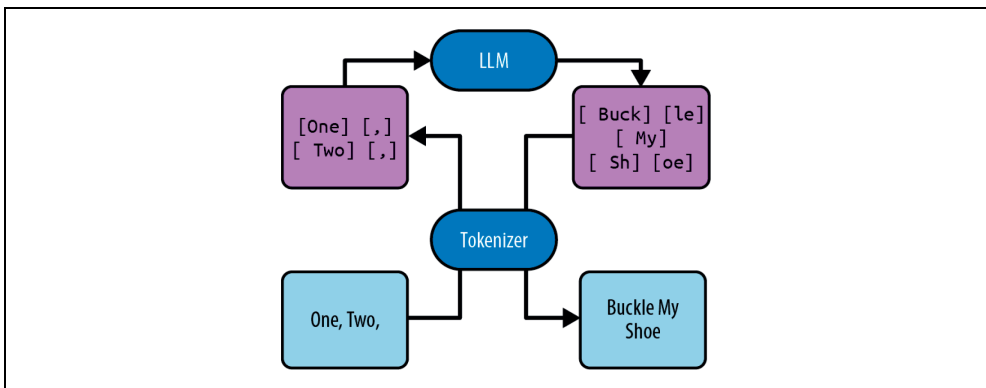 LLM
[One] [,]
[ Two] [,]
[ Buck] [le]
[ My]
[ Sh] [oe]
Tokenizer
One, Two,
Buckle My
Shoe